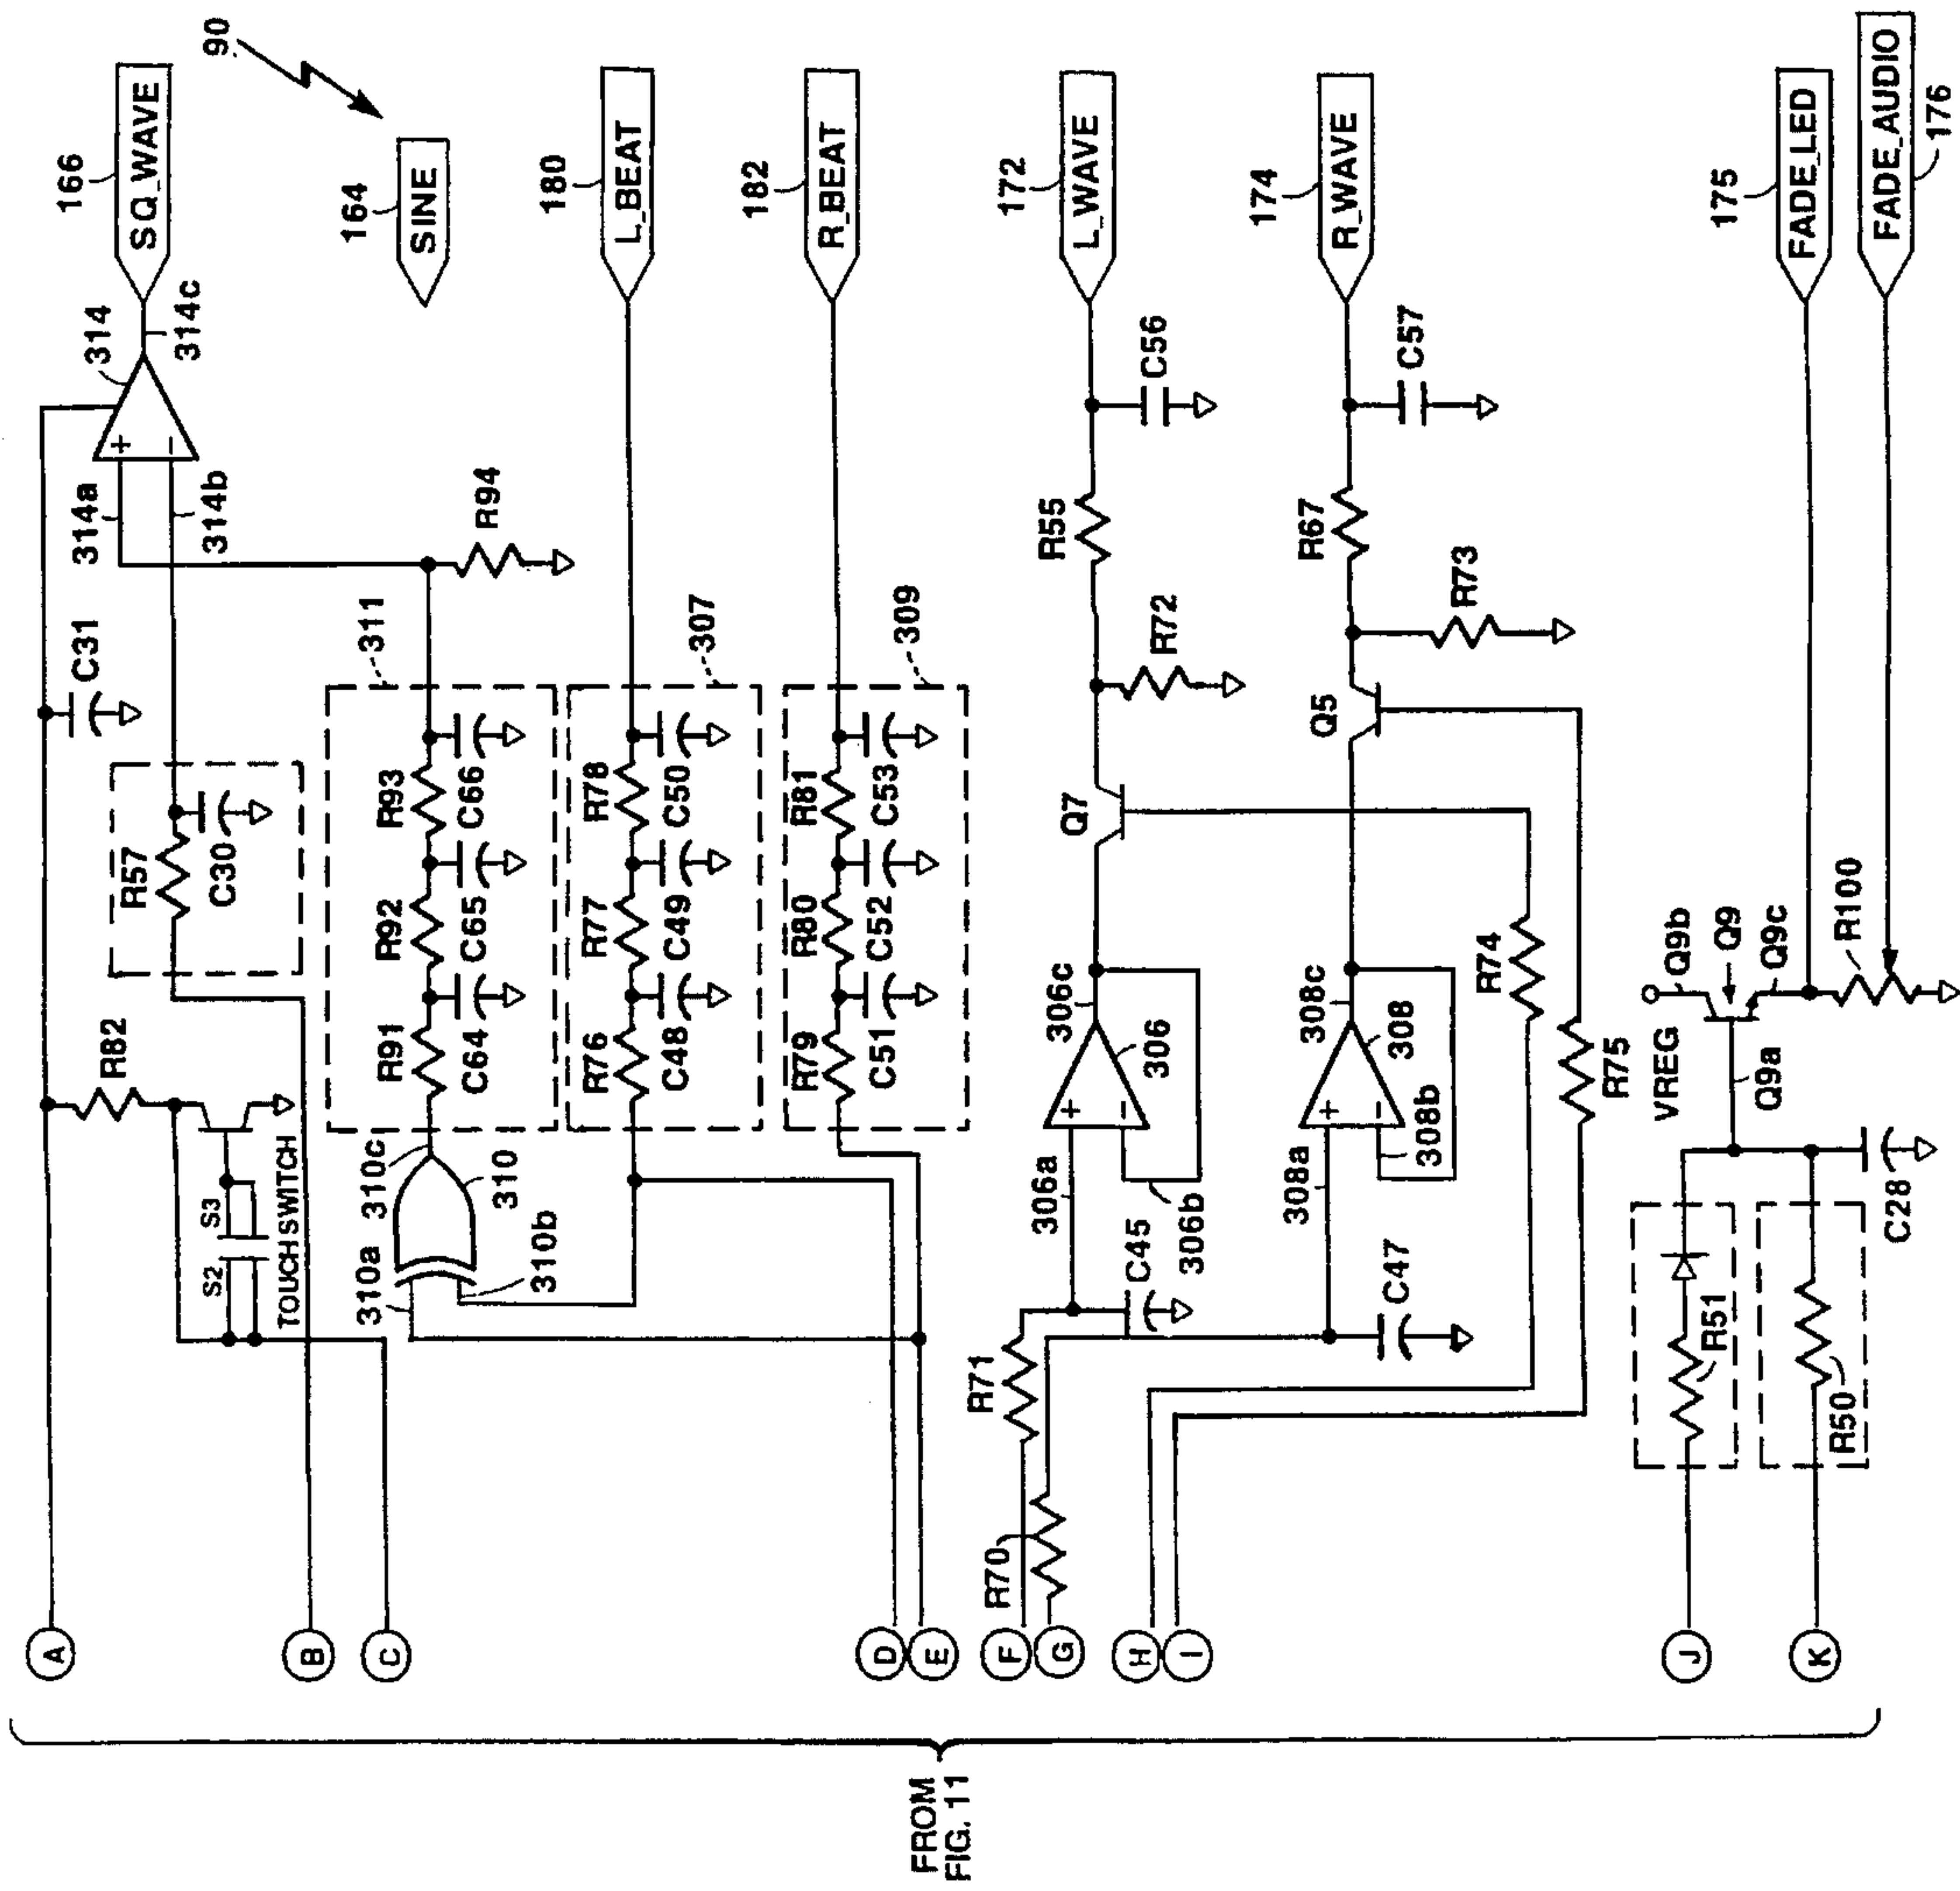 90
166
SQ_WAVE
314
314c
164
SINE
314a
314b
C31
R94
180
L_BEAT
R82
R57
C30
311
R91
R92
R93
C64
C65
C66
S2
S3
TOUCH SWITCH
310c
310
310a
310b
307
R76
R77
R78
C48
C49
C50
182
R_BEAT
309
R79
R80
R81
C51
C52
C53
172
L_WAVE
R55
C56
R72
Q7
306c
306
306a
306b
C45
R71
R70
174
R_WAVE
R67
C57
R73
Q5
308c
308
308a
308b
C47
R74
R75
175
FADE_LED
FADE_AUDIO
176
VREG
Q9b
Q9
Q9c
Q9a
R100
R51
R50
C28
A
B
C
D
E
F
G
H
I
J
K
FROM
FIG. 11